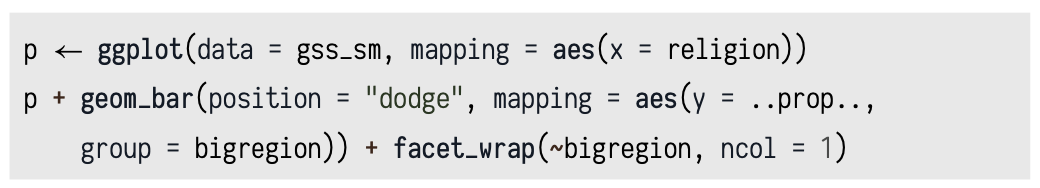 p ← ggplot(data = gss_sm, mapping = aes(x = religion))
p + geom_bar(position = "dodge", mapping = aes(y = ..prop..,
group = bigregion)) + facet_wrap(~bigregion, ncol = 1)